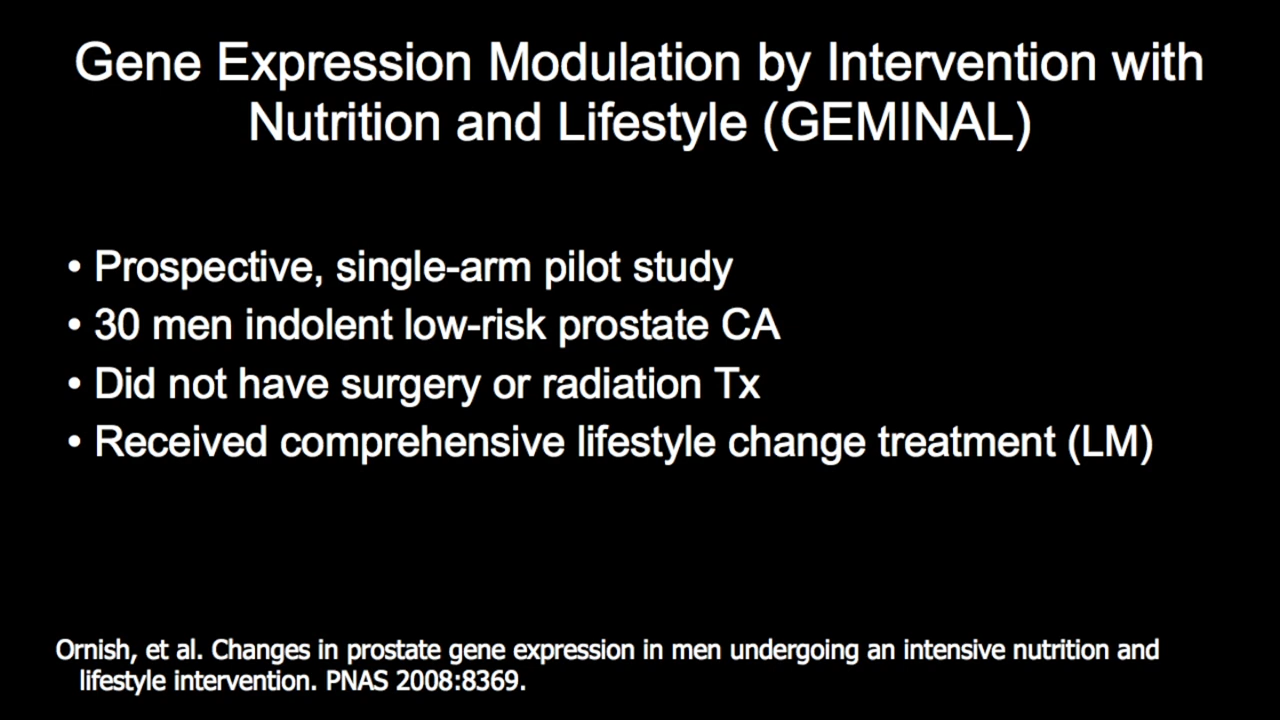 Gene Expression Modulation by Intervention with
Nutrition and Lifestyle (GEMINAL)
• Prospective, single-arm pilot study
• 30 men indolent low-risk prostate CA
• Did not have surgery or radiation Tx
• Received comprehensive lifestyle change treatment (LM)
Ornish, et al. Changes in prostate gene expression in men undergoing an intensive nutrition and
lifestyle intervention. PNAS 2008:8369.